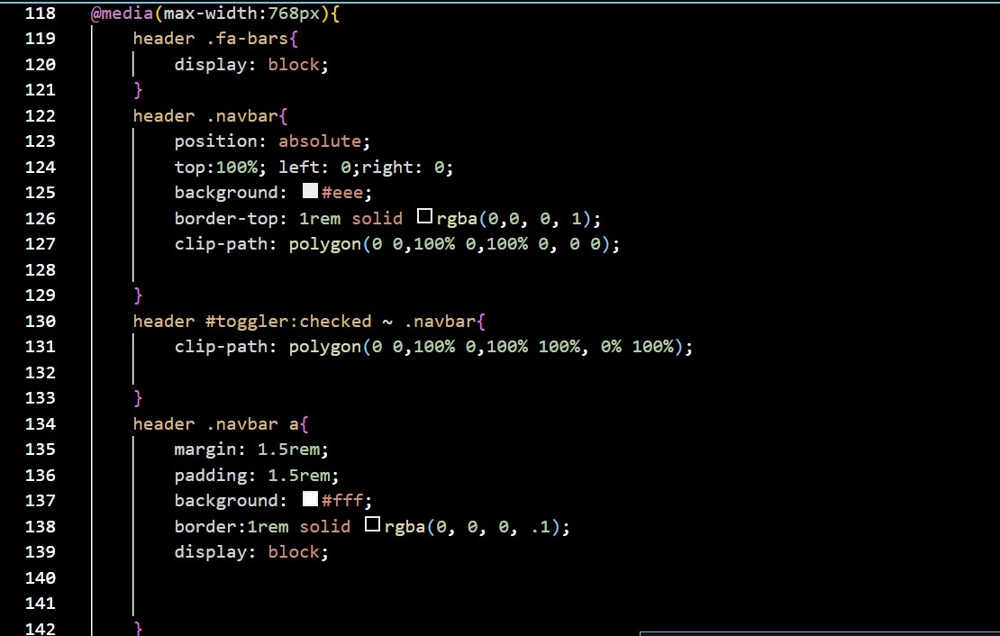 118 @media(max-width:768px){
119 header .fa-bars{
120 display: block;
121 }
122 header .navbar{
123 position: absolute;
124 top:100%; left: 0;right: 0;
125 background: #eee;
126 border-top: 1rem solid rgba(0,0, 0, 1);
127 clip-path: polygon(0 0,100% 0,100% 0, 0 0);
128
129 }
130 header #toggler:checked ~ .navbar{
131 clip-path: polygon(0 0,100% 0,100% 100%, 0% 100%);
132
133 }
134 header .navbar a{
135 margin: 1.5rem;
136 padding: 1.5rem;
137 background: #fff;
138 border:1rem solid rgba(0, 0, 0, .1);
139 display: block;
140
141
142 }